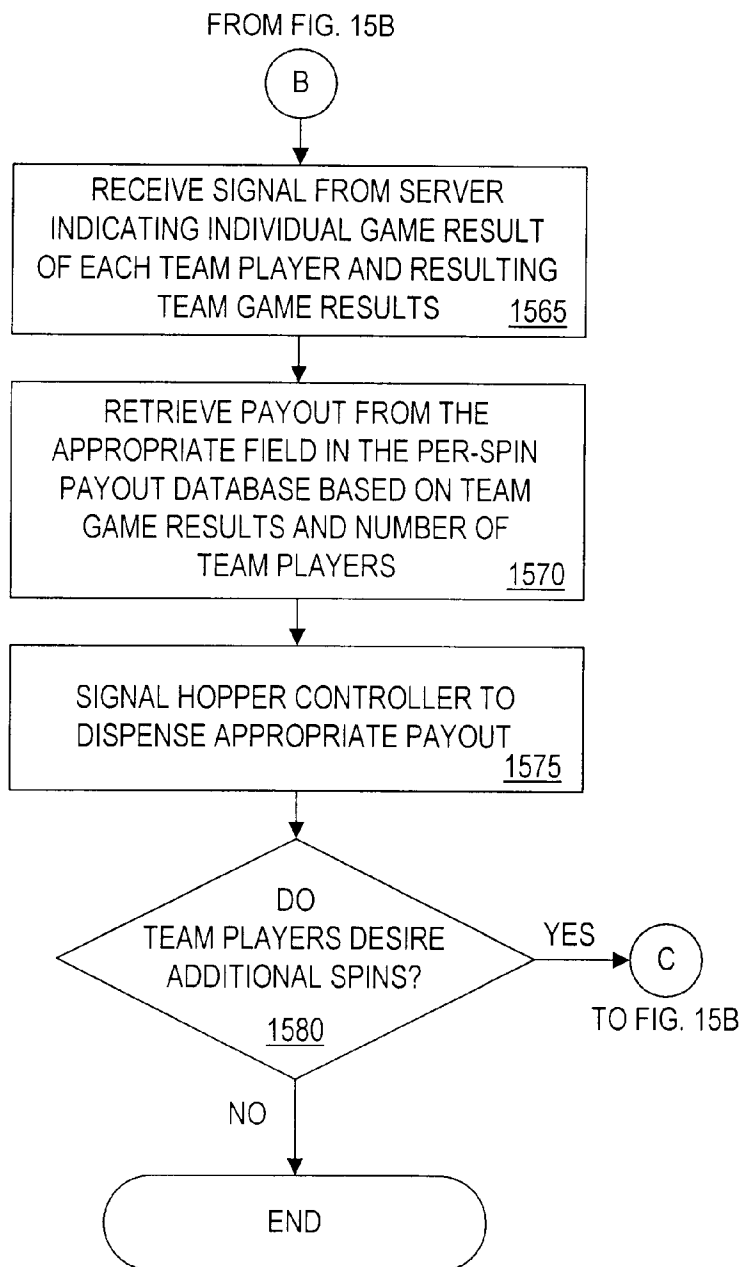 FROM FIG. 15B
B
RECEIVE SIGNAL FROM SERVER
INDICATING INDIVIDUAL GAME RESULT
OF EACH TEAM PLAYER AND RESULTING
TEAM GAME RESULTS 1565
RETRIEVE PAYOUT FROM THE
APPROPRIATE FIELD IN THE PER-SPIN
PAYOUT DATABASE BASED ON TEAM
GAME RESULTS AND NUMBER OF
TEAM PLAYERS 1570
SIGNAL HOPPER CONTROLLER TO
DISPENSE APPROPRIATE PAYOUT
1575
DO
TEAM PLAYERS DESIRE
ADDITIONAL SPINS?
1580
YES
C
TO FIG. 15B
NO
END